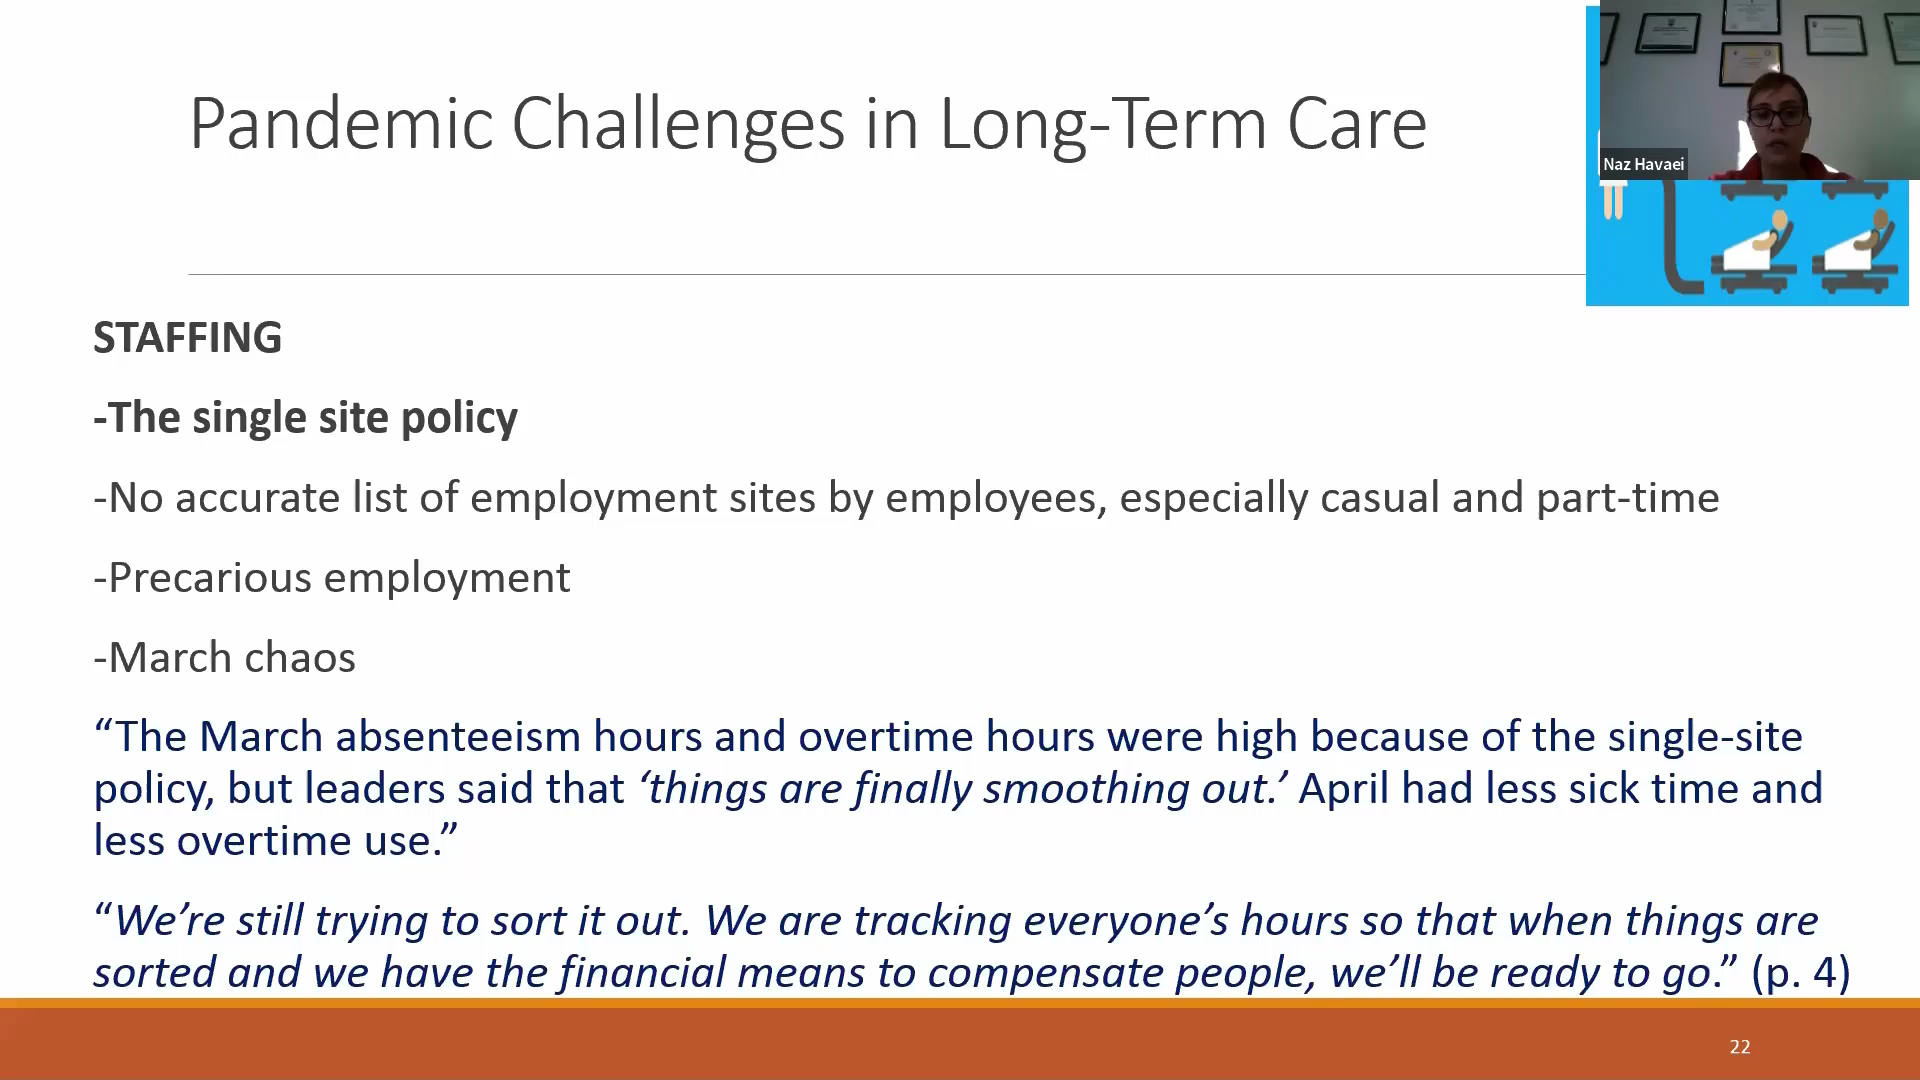 Pandemic Challenges in Long-Term Care
Naz Havaei
STAFFING
-The single site policy
-No accurate list of employment sites by employees, especially casual and part-time
-Precarious employment
-March chaos
“The March absenteeism hours and overtime hours were high because of the single-site
policy, but leaders said that ‘things are finally smoothing out.’ April had less sick time and
less overtime use.”
“We’re still trying to sort it out. We are tracking everyone’s hours so that when things are
sorted and we have the financial means to compensate people, we’ll be ready to go.” (p. 4)
22